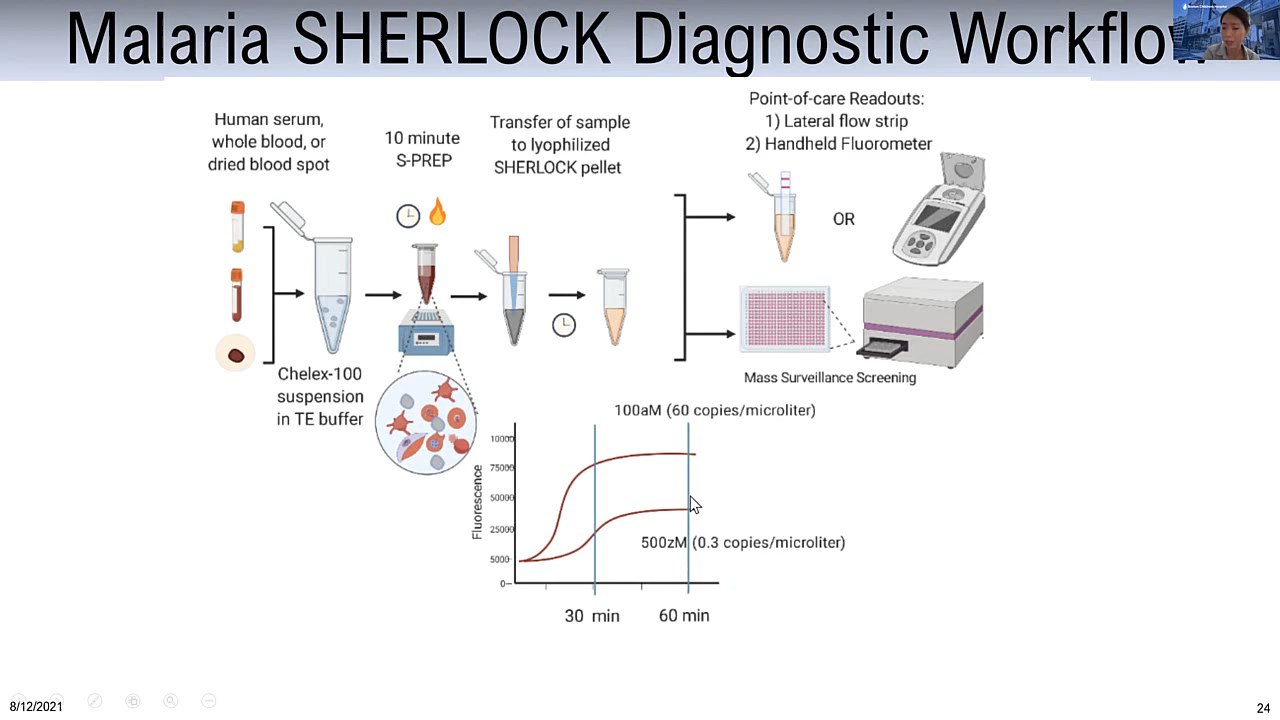 Malaria SHERLOCK Diagnostic Workflow
Human serum,
whole blood, or
dried blood spot
10 minute
S-PREP
Transfer of sample
to lyophilized
SHERLOCK pellet
Point-of-care Readouts:
1) Lateral flow strip
2) Handheld Fluorometer
OR
Chelex-100
suspension
in TE buffer
Mass Surveillance Screening
100aM (60 copies/microliter)
Fluorescence
10000
75000
50000
25000
5000
0
500zM (0.3 copies/microliter)
30 min
60 min
8/12/2021
24